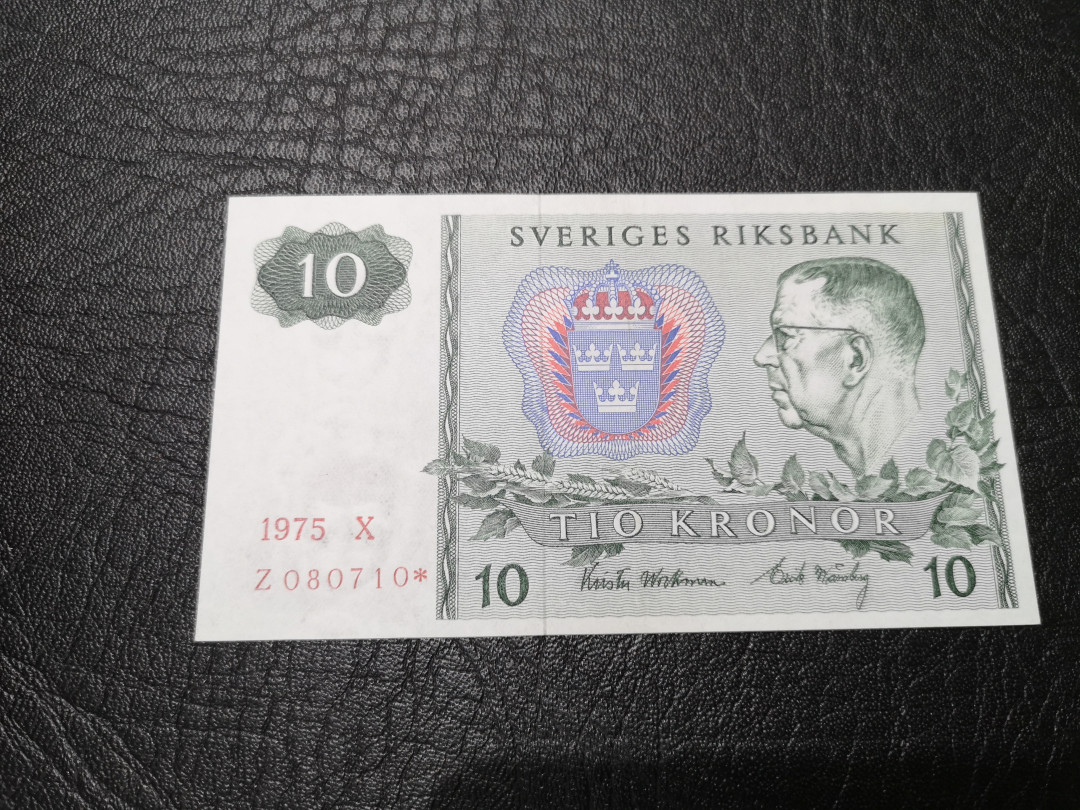 10
SVERIGES RIKSBANK
TIO KRONOR
1975 X
Z080710*
10
10